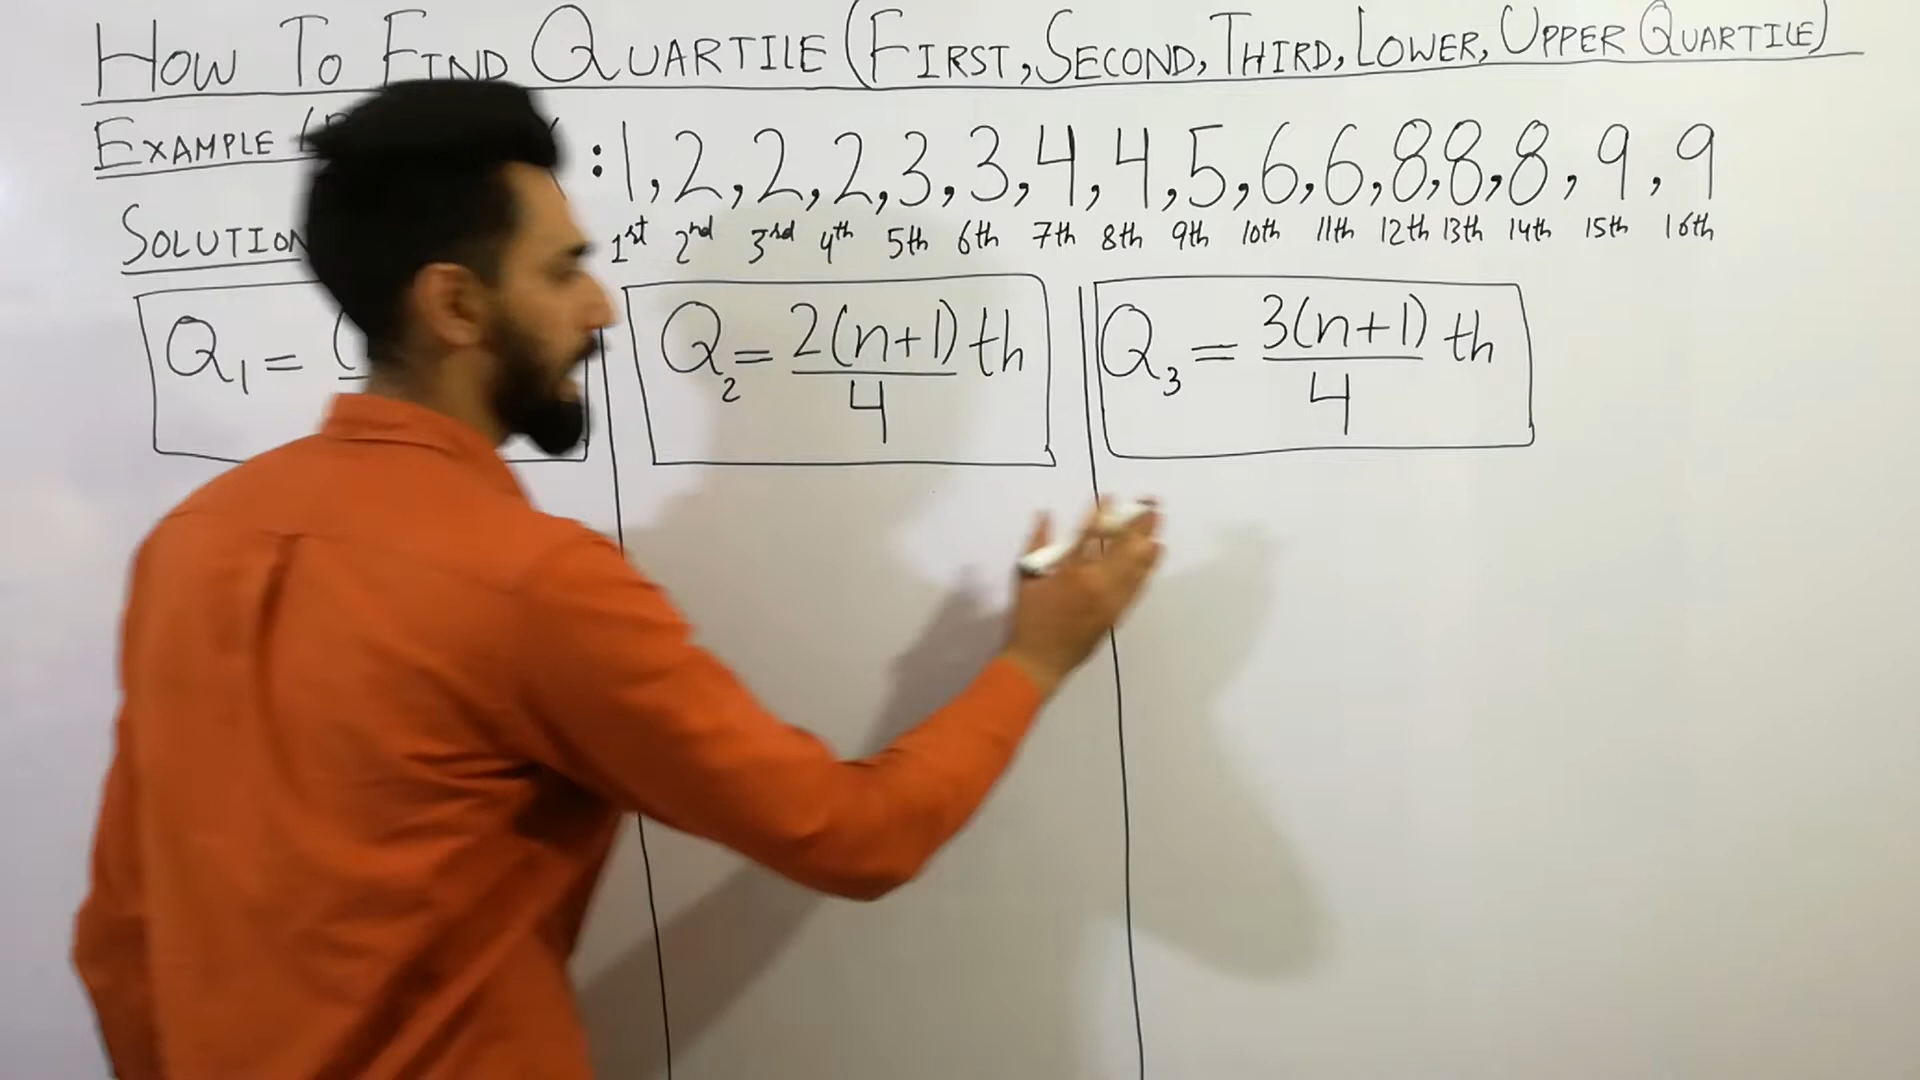 HOW TO FIND QUARTILE (FIRST, SECOND, THIRD, LOWER, UPPER QUARTILE)
EXAMPLE : 1, 2, 2, 2, 3, 3, 4, 4, 5, 6, 6, 8, 8, 8, 9, 9
SOLUTION 1st 2nd 3rd 4th 5th 6th 7th 8th 9th 10th 11th 12th 13th 14th 15th 16th
Q₁ = (
Q₂ = 2(n+1)/4 th
Q₃ = 3(n+1)/4 th